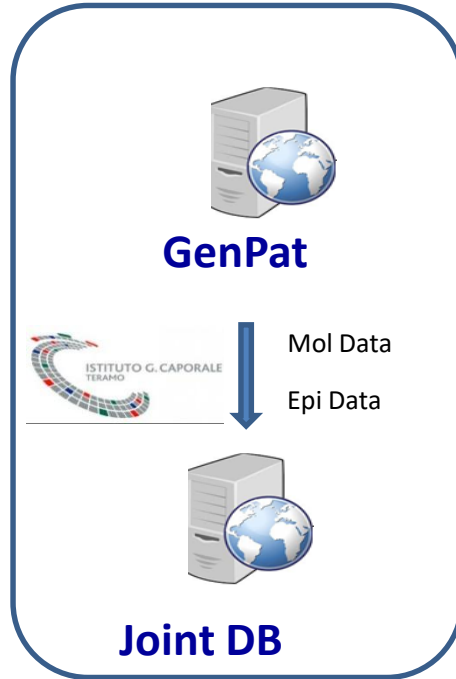 GenPat
ISTITUTO G. CAPORALE
TERAMO
Mol Data
Epi Data
Joint DB